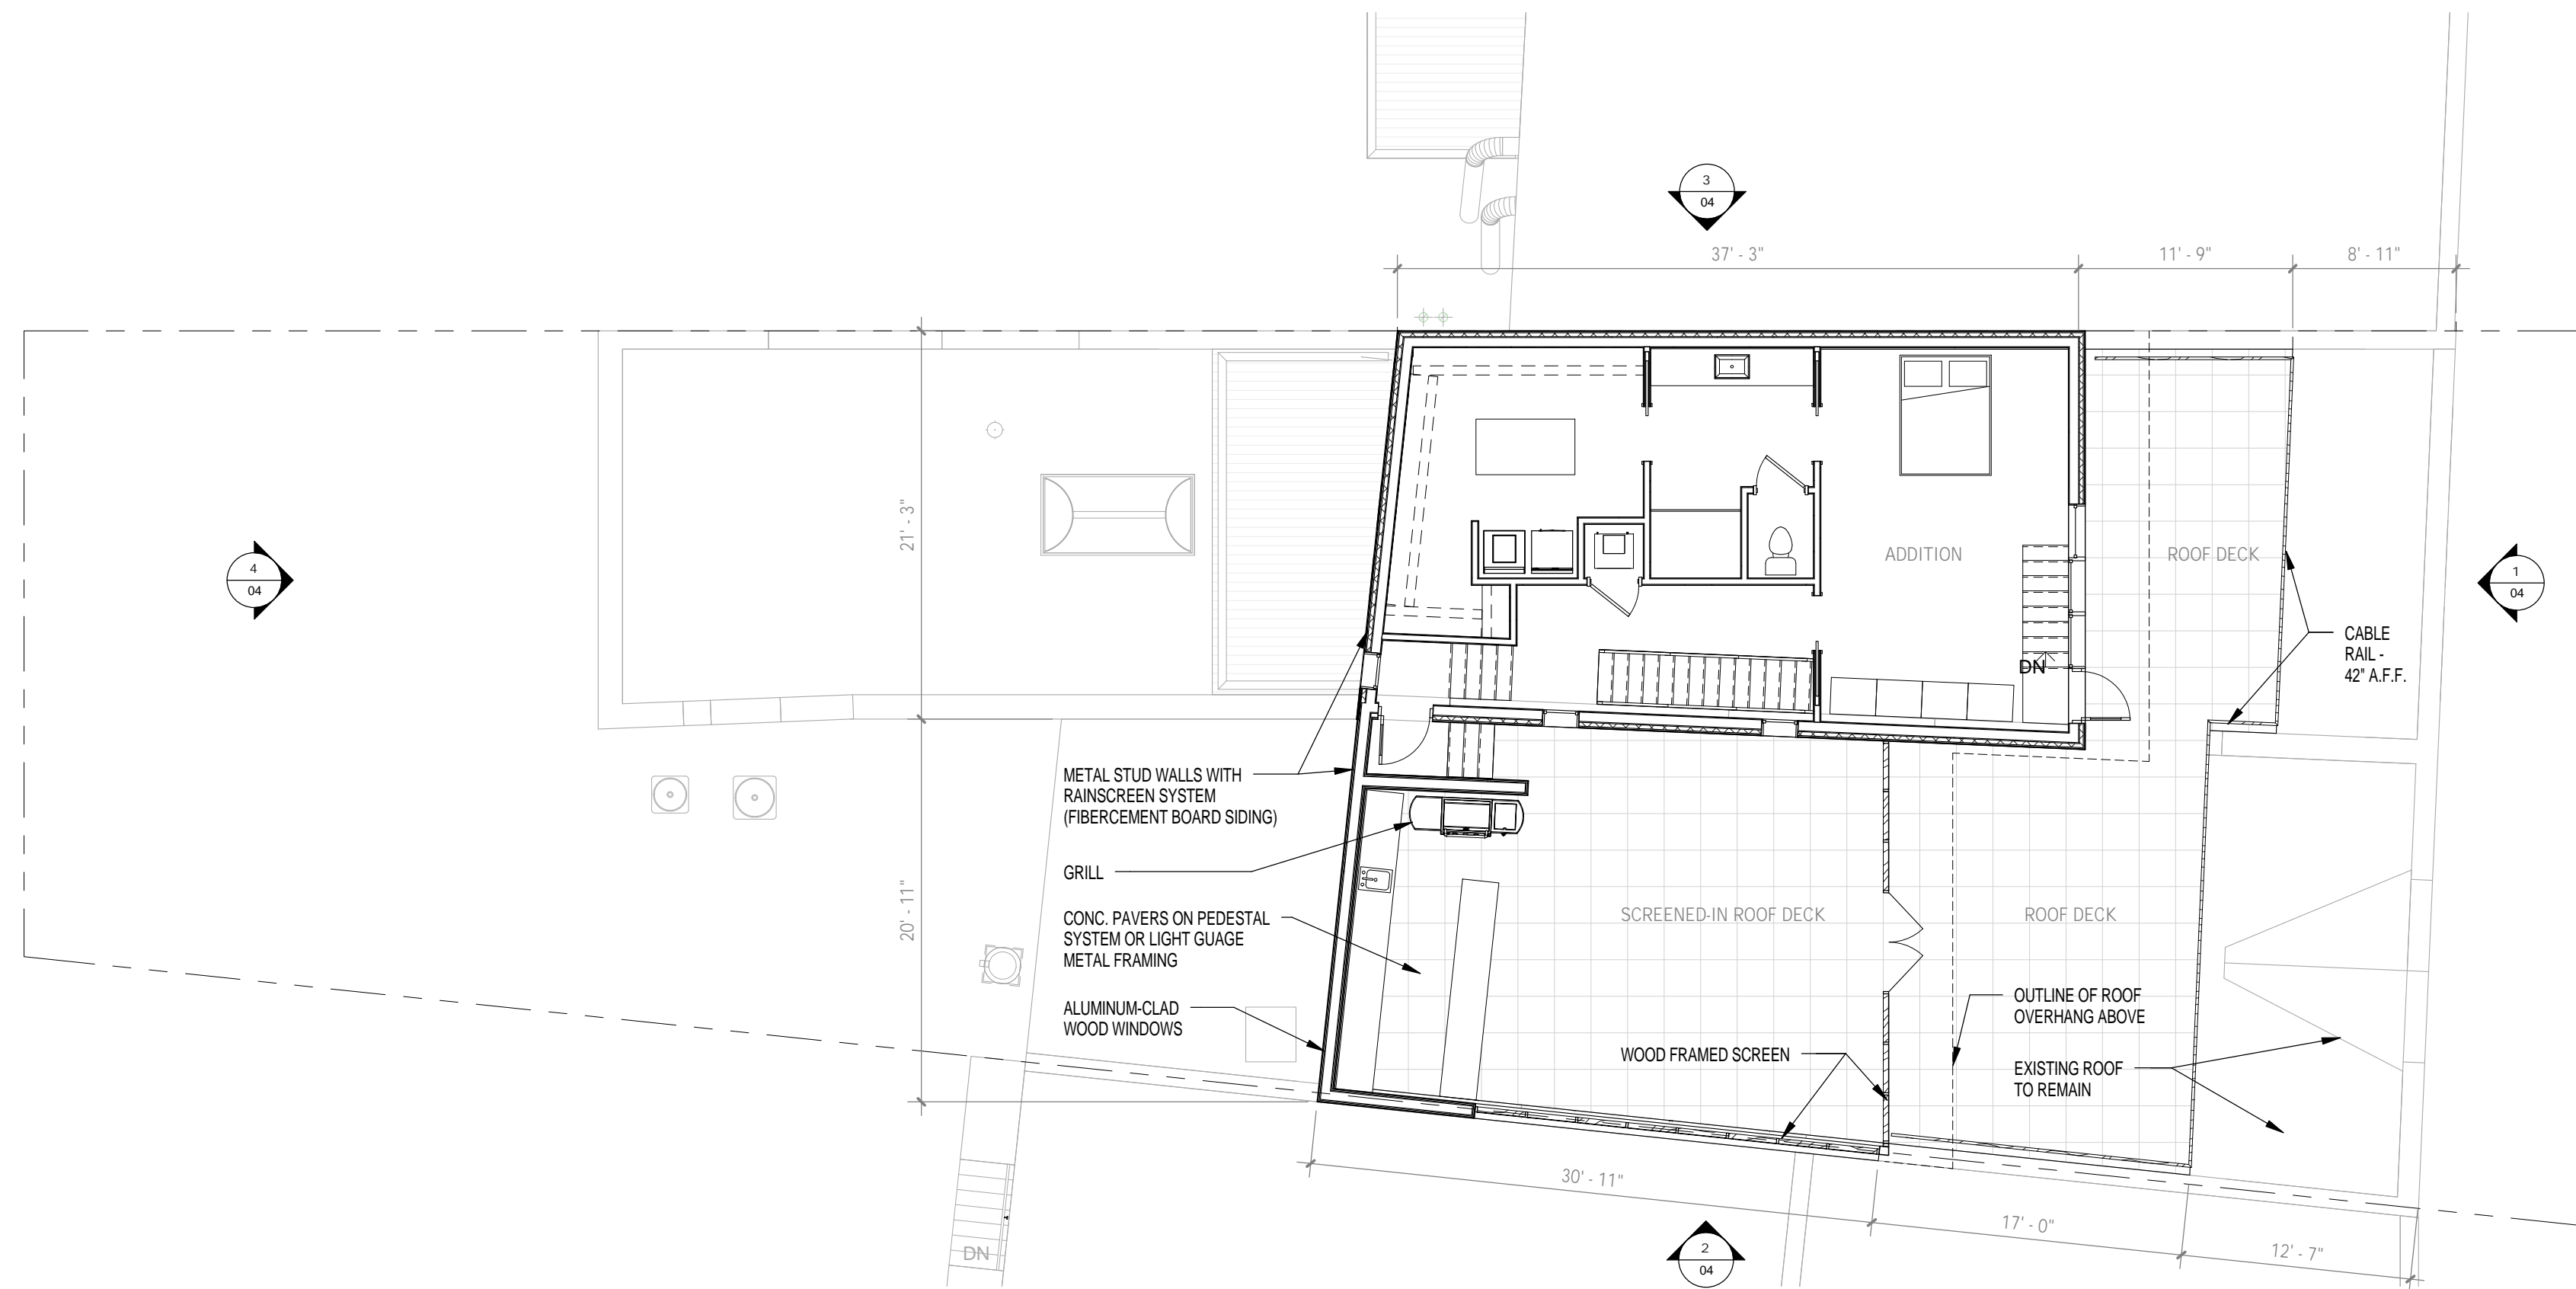 3
04
37' - 3"
11' - 9"
8' - 11"
21' - 3"
4
04
ADDITION
ROOF DECK
1
04
CABLE
RAIL -
42" A.F.F.
DN
METAL STUD WALLS WITH
RAINSCREEN SYSTEM
(FIBERCEMENT BOARD SIDING)
GRILL
CONC. PAVERS ON PEDESTAL
SYSTEM OR LIGHT GUAGE
METAL FRAMING
ALUMINUM-CLAD
WOOD WINDOWS
20' - 11"
SCREENED-IN ROOF DECK
ROOF DECK
WOOD FRAMED SCREEN
OUTLINE OF ROOF
OVERHANG ABOVE
EXISTING ROOF
TO REMAIN
30' - 11"
17' - 0"
12' - 7"
DN
2
04